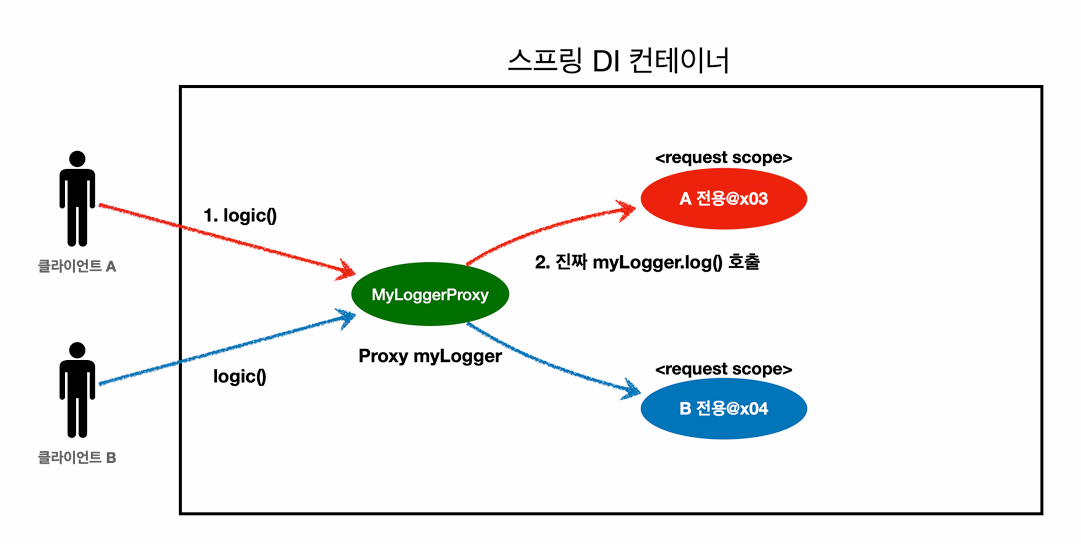 스프링 DI 컨테이너
<request scope>
A 전용@x03
1. logic()
클라이언트 A
2. 진짜 myLogger.log() 호출
MyLoggerProxy
Proxy myLogger
logic()
<request scope>
B 전용@x04
클라이언트 B